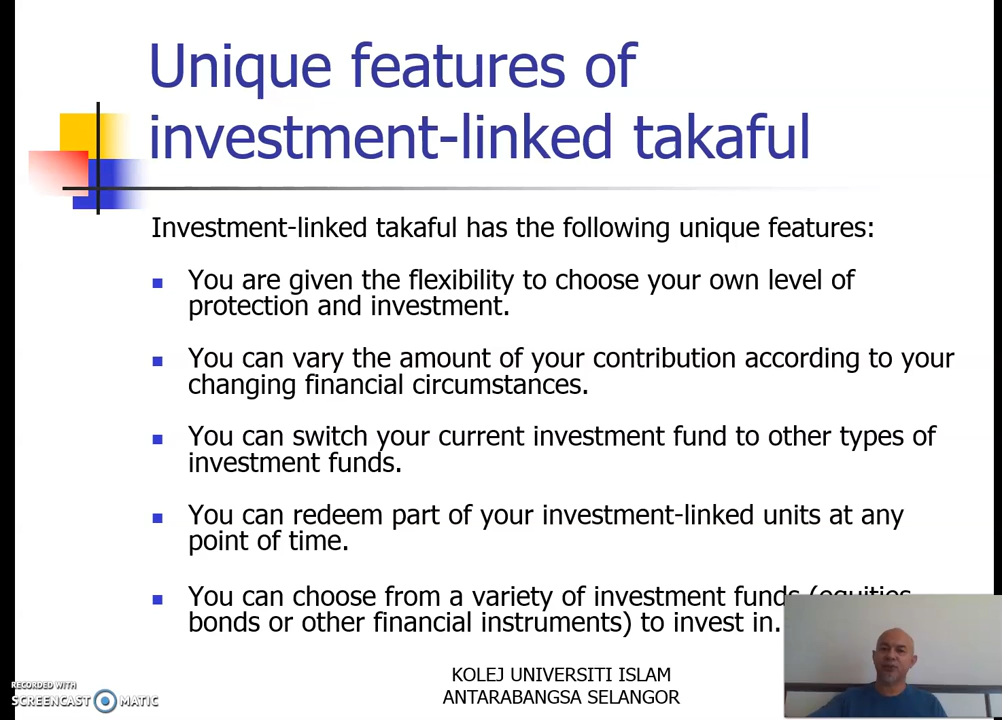 Unique features of
investment-linked takaful
Investment-linked takaful has the following unique features:
You are given the flexibility to choose your own level of
protection and investment.
You can vary the amount of your contribution according to your
changing financial circumstances.
You can switch your current investment fund to other types of
investment funds.
You can redeem part of your investment-linked units at any
point of time.
You can choose from a variety of investment funds (equities
bonds or other financial instruments) to invest in.
KOLEJ UNIVERSITI ISLAM
ANTARABANGSA SELANGOR
RECORDED WITH
SCREENCAST MATIC